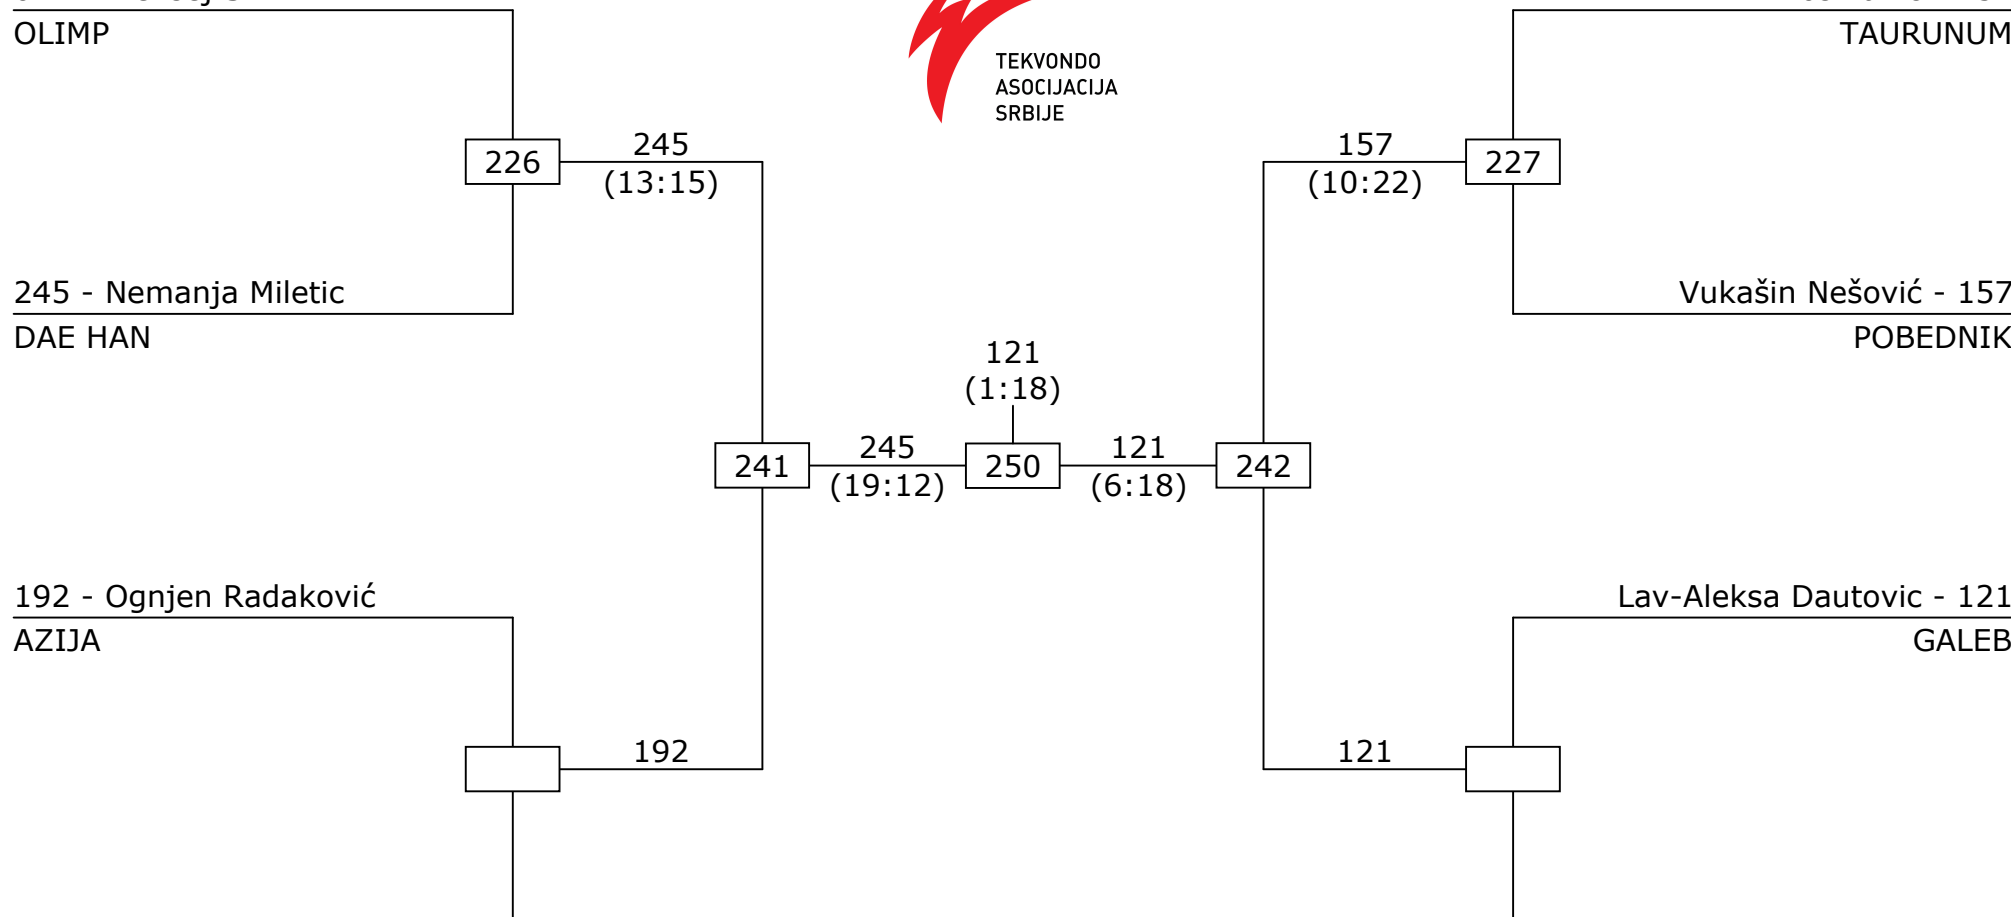 OLIMP
TAURUNUM
TEKVONDO
ASOCIJACIJA
SRBIJE
245
157
226
227
(13:15)
(10:22)
245 - Nemanja Miletic
Vukašin Nešović - 157
DAE HAN
POBEDNIK
121
(1:18)
245
121
241
250
242
(19:12)
(6:18)
192 - Ognjen Radaković
Lav-Aleksa Dautovic - 121
AZIJA
GALEB
192
121